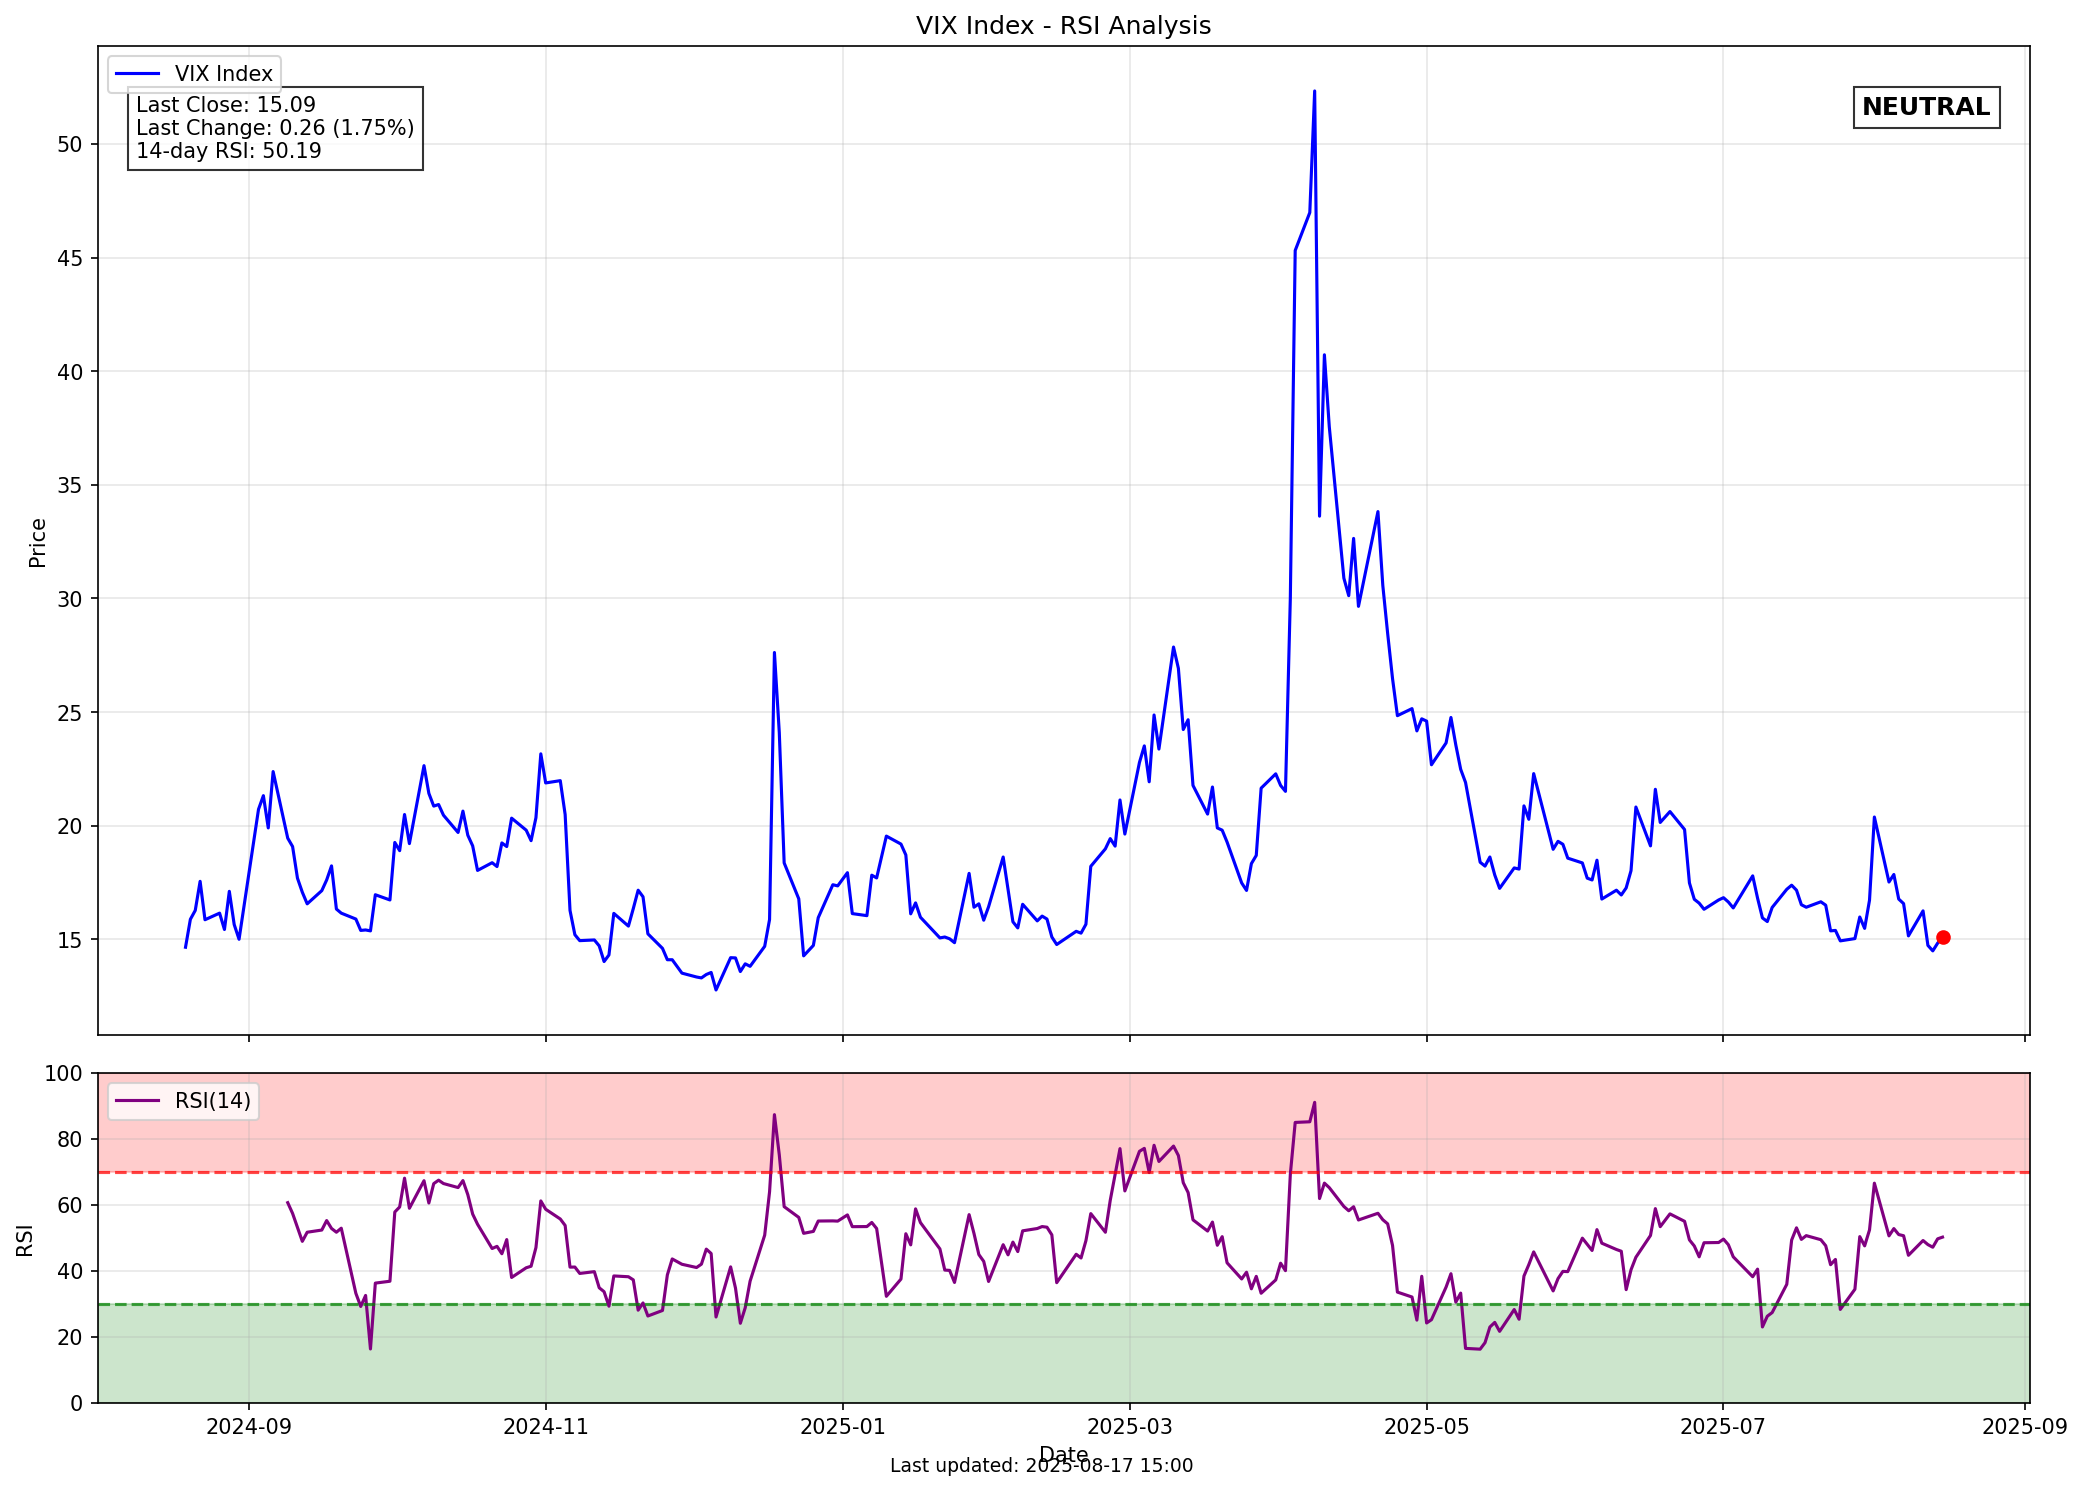 VIX Index - RSI Analysis
VIX Index
Last Close: 15.09
Last Change: 0.26 (1.75%)
14-day RSI: 50.19
NEUTRAL
Price
50
45
40
35
30
25
20
15
RSI(14)
RSI
100
80
60
40
20
0
2024-09 2024-11 2025-01 2025-03 2025-05 2025-07 2025-09
Date
Last updated: 2025-08-17 15:00